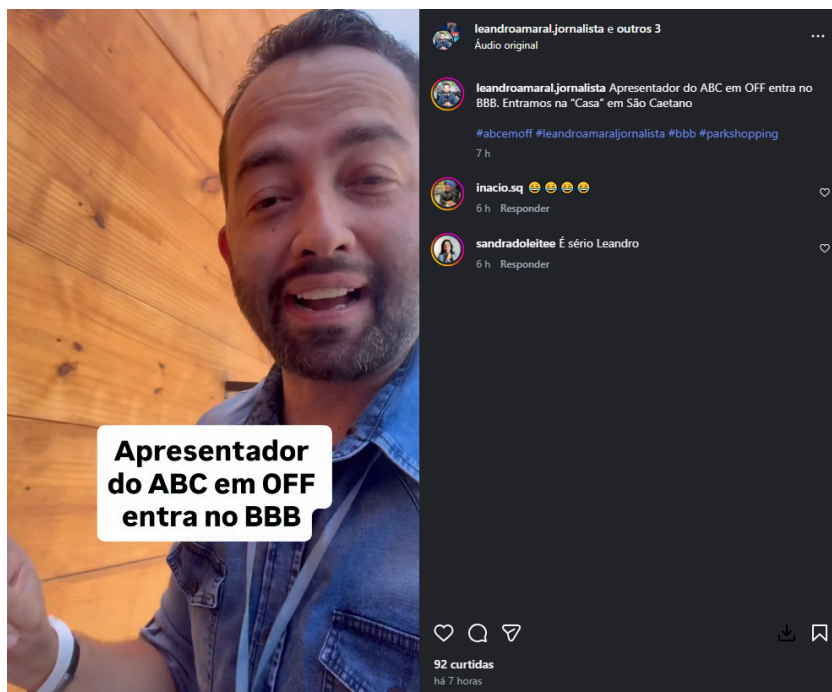 leandroamaral.jornalista e outros 3
Áudio original
leandroamaral.jornalista Apresentador do ABC em OFF entra no
BBB. Entramos na “Casa” em São Caetano
#abcemoff #leandroamaraljornalista #bbb #parkshopping
7 h
inacio.sq 😂 😂 😂 😂
6 h Responder
sandradoleitee É sério Leandro
6 h Responder
Apresentador
do ABC em OFF
entra no BBB
92 curtidas
há 7 horas